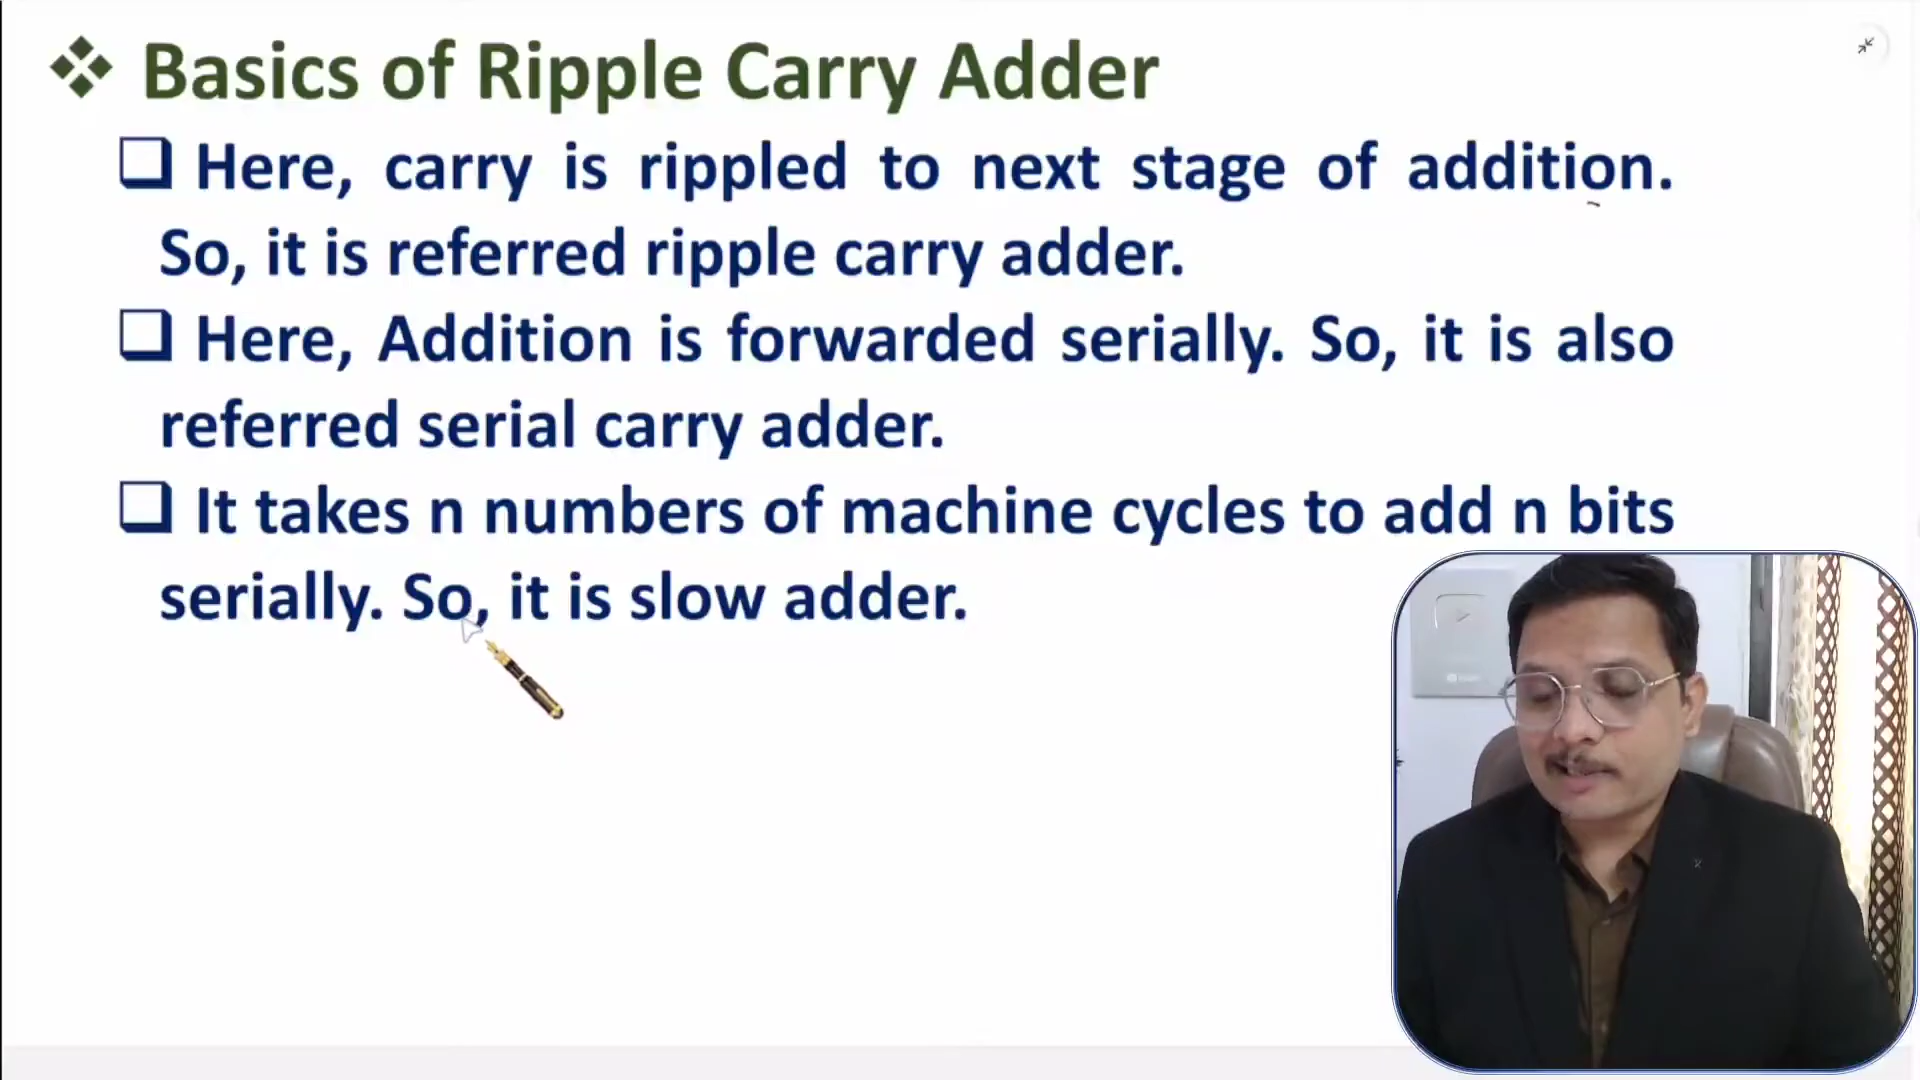 Basics of Ripple Carry Adder
Here, carry is rippled to next stage of addition.
So, it is referred ripple carry adder.
Here, Addition is forwarded serially. So, it is also
referred serial carry adder.
It takes n numbers of machine cycles to add n bits
serially. So, it is slow adder.